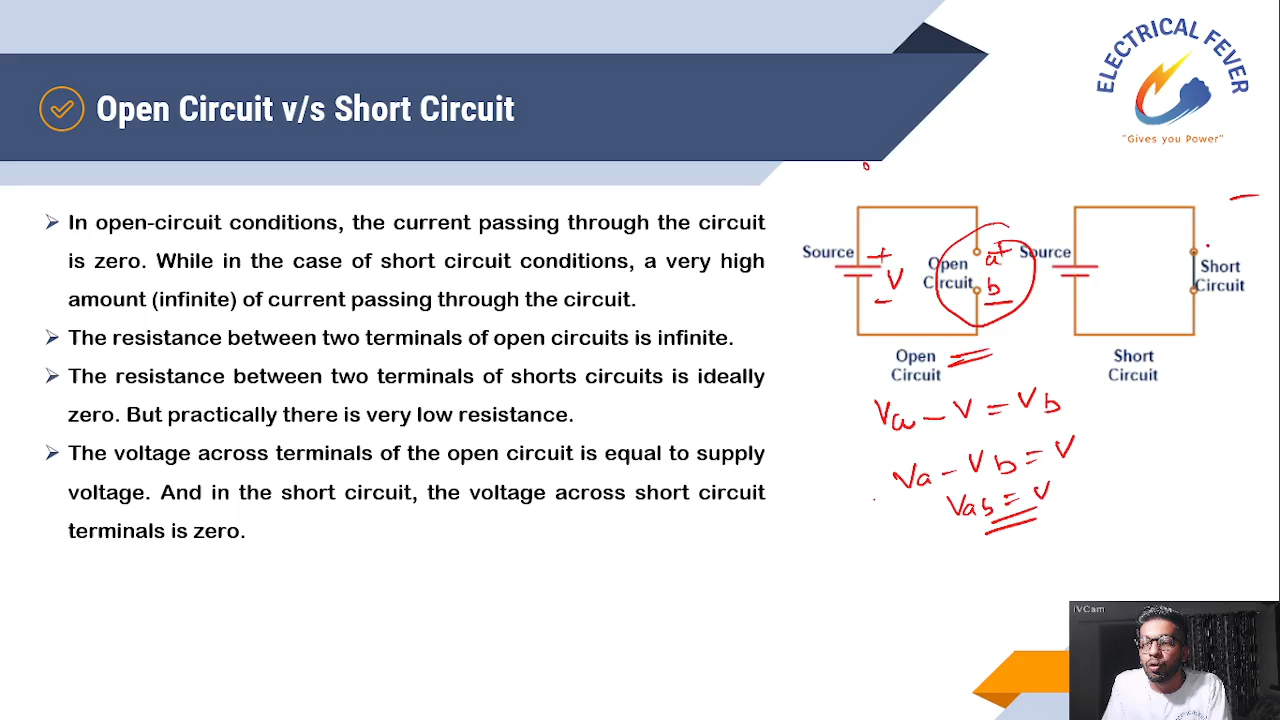 ELECTRICAL FEVER
"Gives you Power"
Open Circuit v/s Short Circuit
In open-circuit conditions, the current passing through the circuit
is zero. While in the case of short circuit conditions, a very high
amount (infinite) of current passing through the circuit.
The resistance between two terminals of open circuits is infinite.
The resistance between two terminals of shorts circuits is ideally
zero. But practically there is very low resistance.
The voltage across terminals of the open circuit is equal to supply
voltage. And in the short circuit, the voltage across short circuit
terminals is zero.
Source
+
V
-
Open
Circuit
a+
b
Open
Circuit
Source
Short
Circuit
Short
Circuit
Va - V = Vb
Va - Vb = V
Vab = V
iVCam